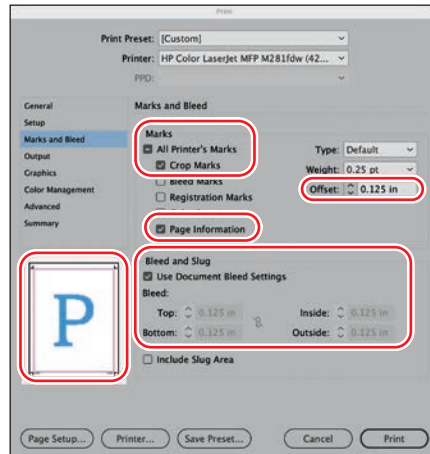 Print
Print Preset: [Custom]
Printer: HP Color LaserJet MFP M281fdw (42...
PPD:
General
Setup
Marks and Bleed
Output
Graphics
Color Management
Advanced
Summary
Marks and Bleed
Marks
All Printer's Marks
Crop Marks
Bleed Marks
Registration Marks
Page Information
Type: Default
Weight: 0.25 pt
Offset: 0.125 in
Bleed and Slug
Use Document Bleed Settings
Bleed:
Top: 0.125 in
Bottom: 0.125 in
Inside: 0.125 in
Outside: 0.125 in
Include Slug Area
P
Page Setup... Printer... Save Preset... Cancel Print